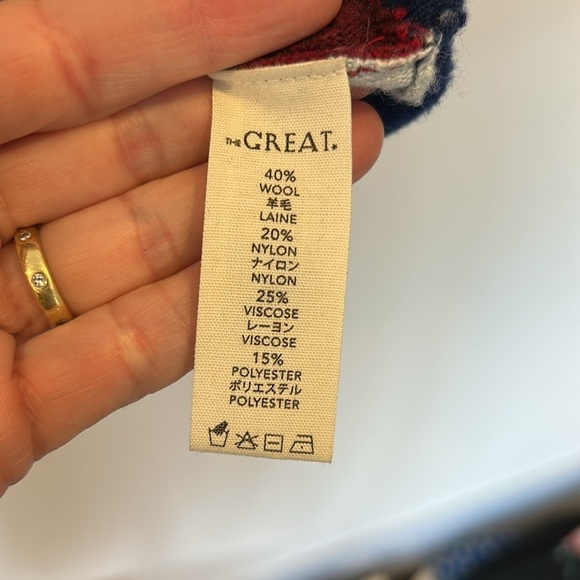 THE GREAT.
40%
WOOL
羊毛
LAINE
20%
NYLON
ナイロン
NYLON
25%
VISCOSE
レーヨン
VISCOSE
15%
POLYESTER
ポリエステル
POLYESTER